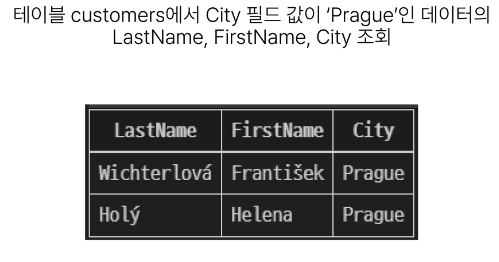 테이블 customers에서 City 필드 값이 ‘Prague’인 데이터의
LastName, FirstName, City 조회
LastName FirstName City
Wichterlová František Prague
Holý Helena Prague